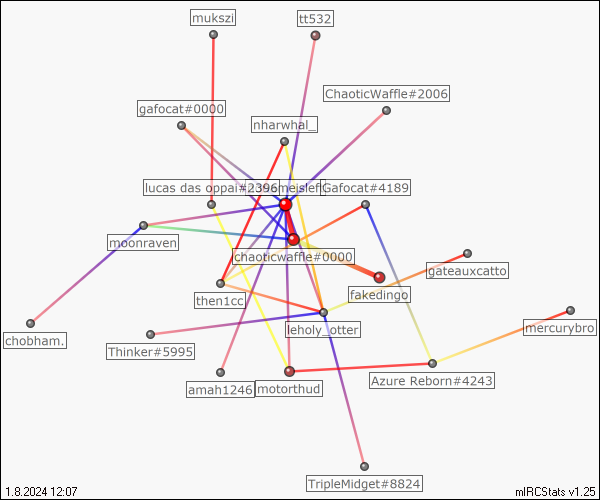 mukszi
tt532
ChaoticWaffle#2006
gafocat#0000
nharwhal_
lucas das oppai#2396
Gafocat#4189
moonraven
chaoticwaffle#0000
gateauxcatto
then1cc
fakedingo
leholy_otter
mercurybro
chobham.
Thinker#5995
amah1246
motorthud
Azure Reborn#4243
TripleMidget#8824
1.8.2024 12:07
mIRCStats v1.25